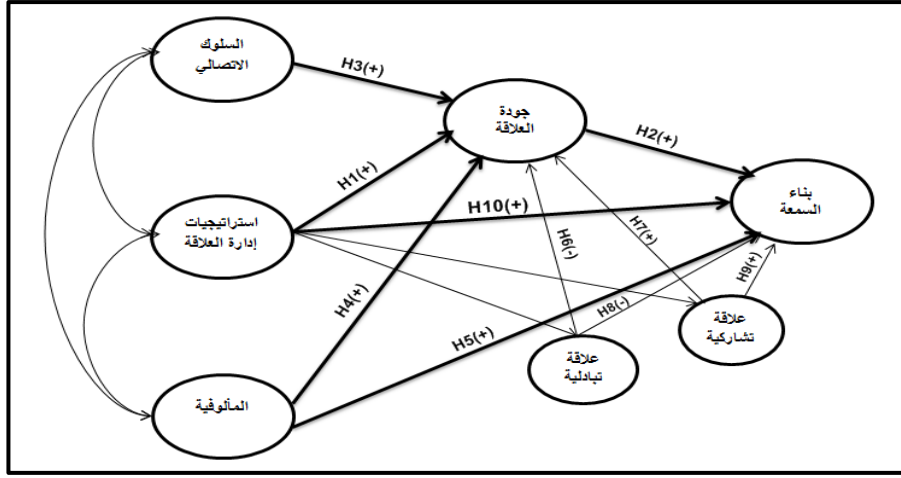 السلوك
الاتصالي
H3(+)
جودة
العلاقة
H2(+)
بناء
السمعة
H1(+)
استراتيجيات
إدارة العلاقة
H10(+)
H6(-)
H7(+)
H9(+)
H4(+)
H8(-)
H5(+)
علاقة
تشاركية
علاقة
تبادلية
المألوفية